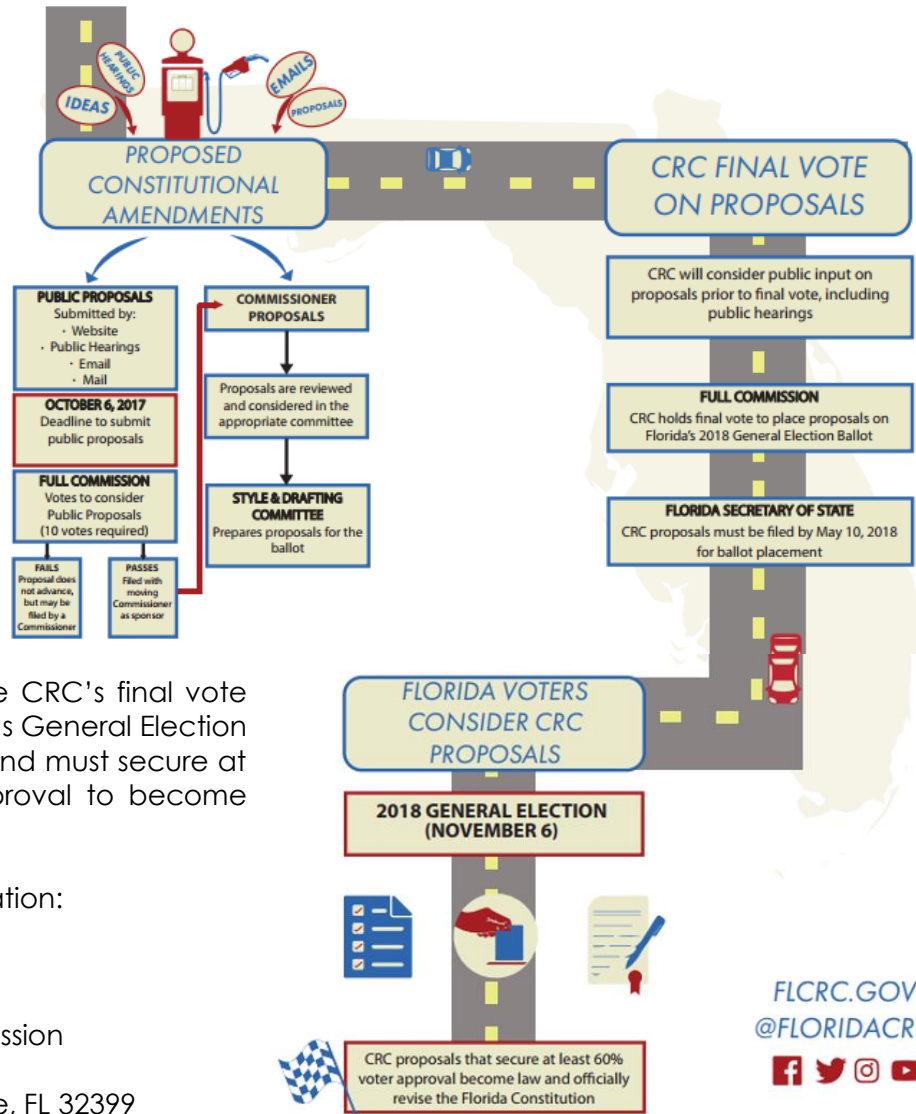 PUBLIC
HEARINGS
IDEAS
EMAILS
PROPOSALS
PROPOSED
CONSTITUTIONAL
AMENDMENTS
PUBLIC PROPOSALS
Submitted by:
· Website
· Public Hearings
· Email
· Mail
OCTOBER 6, 2017
Deadline to submit
public proposals
FULL COMMISSION
Votes to consider
Public Proposals
(10 votes required)
FAILS
Proposal does
not advance,
but may be
filed by a
Commissioner
PASSES
Filed with
moving
Commissioner
as sponsor
COMMISSIONER
PROPOSALS
Proposals are reviewed
and considered in the
appropriate committee
STYLE & DRAFTING
COMMITTEE
Prepares proposals for the
ballot
CRC FINAL VOTE
ON PROPOSALS
CRC will consider public input on
proposals prior to final vote, including
public hearings
FULL COMMISSION
CRC holds final vote to place proposals on
Florida's 2018 General Election Ballot
FLORIDA SECRETARY OF STATE
CRC proposals must be filed by May 10, 2018
for ballot placement
FLORIDA VOTERS
CONSIDER CRC
PROPOSALS
2018 GENERAL ELECTION
(NOVEMBER 6)
CRC proposals that secure at least 60%
voter approval become law and officially
revise the Florida Constitution
e CRC's final vote
s General Election
nd must secure at
proval to become
ation:
ssion
e, FL 32399
FLCRC.GOV
@FLORIDACR